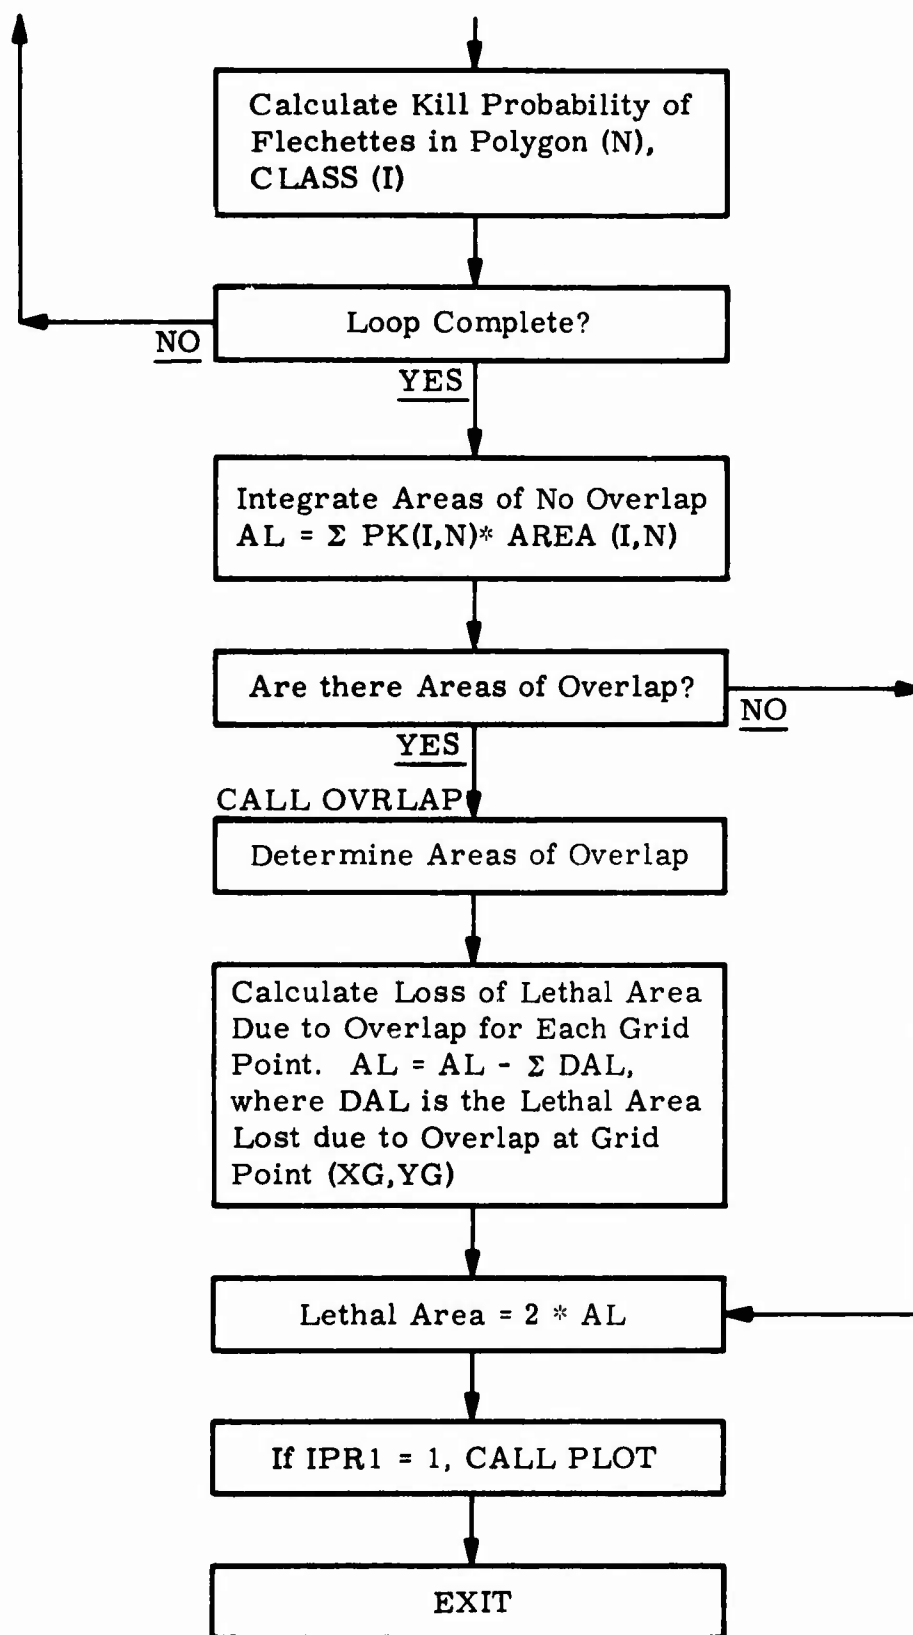 Calculate Kill Probability of
Flechettes in Polygon (N),
CLASS (I)
Loop Complete?
NO
YES
Integrate Areas of No Overlap
AL = Σ PK(I,N)* AREA (I,N)
Are there Areas of Overlap?
NO
YES
CALL OVRLAP
Determine Areas of Overlap
Calculate Loss of Lethal Area
Due to Overlap for Each Grid
Point. AL = AL - Σ DAL,
where DAL is the Lethal Area
Lost due to Overlap at Grid
Point (XG,YG)
Lethal Area = 2 * AL
If IPR1 = 1, CALL PLOT
EXIT